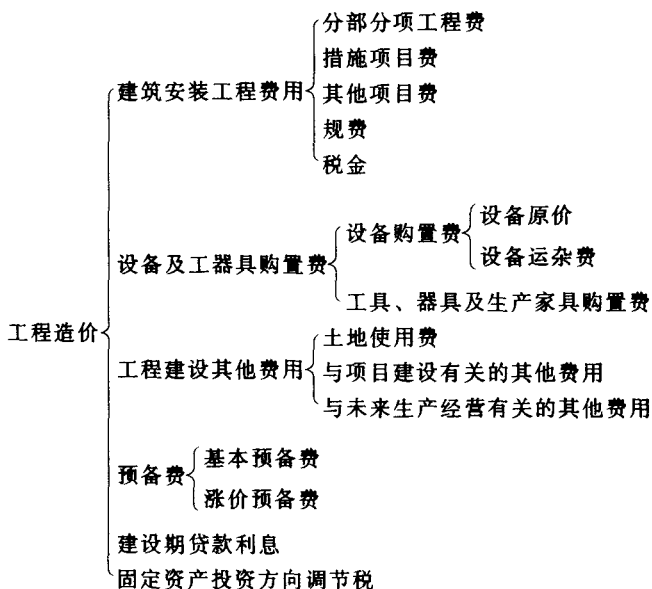 工程造价
建筑安装工程费用
分部分项工程费
措施项目费
其他项目费
规费
税金
设备及工器具购置费
设备购置费
设备原价
设备运杂费
工具、器具及生产家具购置费
工程建设其他费用
土地使用费
与项目建设有关的其他费用
与未来生产经营有关的其他费用
预备费
基本预备费
涨价预备费
建设期贷款利息
固定资产投资方向调节税